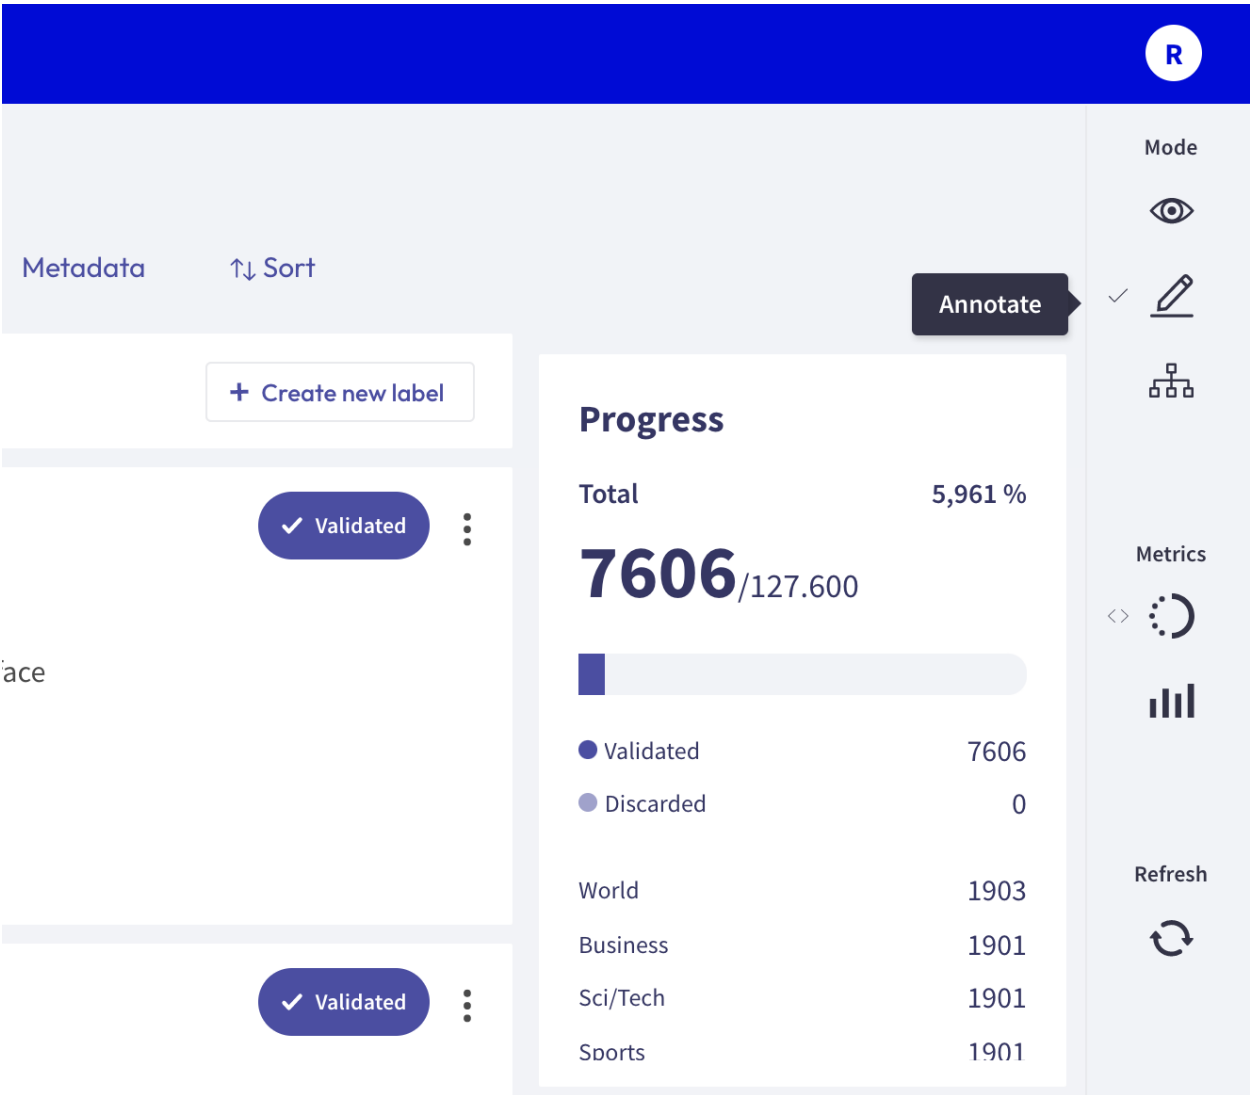 R
Mode
Metadata
Sort
Annotate
+ Create new label
Progress
Total 5,961 %
7606/127.600
Validated
face
Validated 7606
Discarded 0
World 1903
Business 1901
Sci/Tech 1901
Sports 1901
Validated
Metrics
Refresh